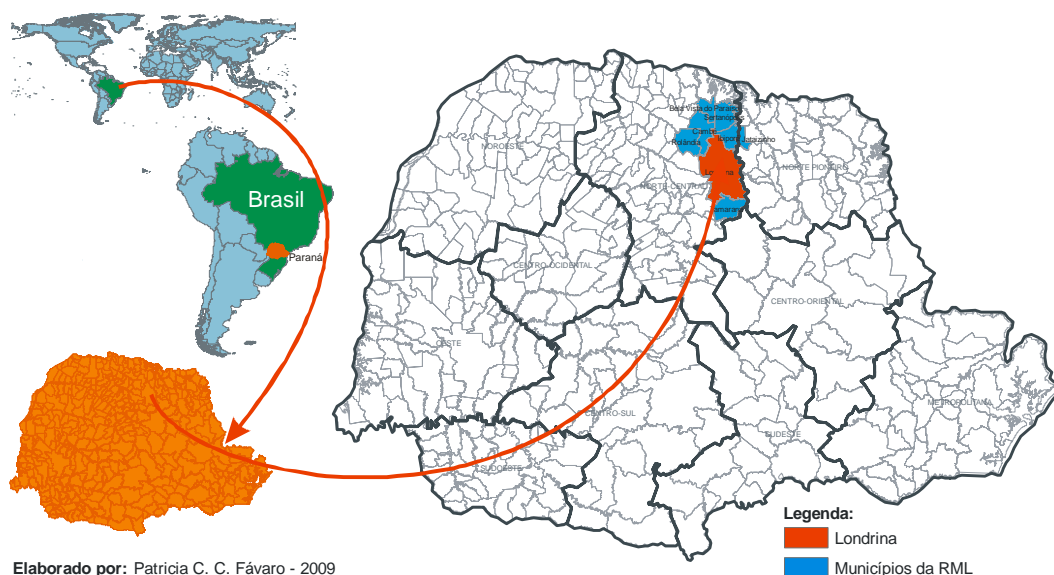 Bela Vista do Paraíso
Sertanópolis
Cambé
Ibiporã
Jataizinho
Rolândia
NOROESTE
NORTE PIONEIRO
Londrina
NORTE-CENTRAL
Tamarana
Brasil
Paraná
CENTRO-OCIDENTAL
CENTRO-ORIENTAL
OESTE
METROPOLITANA
CENTRO-SUL
SUDESTE
SUDOESTE
Legenda:
Londrina
Municípios da RML
Elaborado por: Patricia C. C. Fávaro - 2009